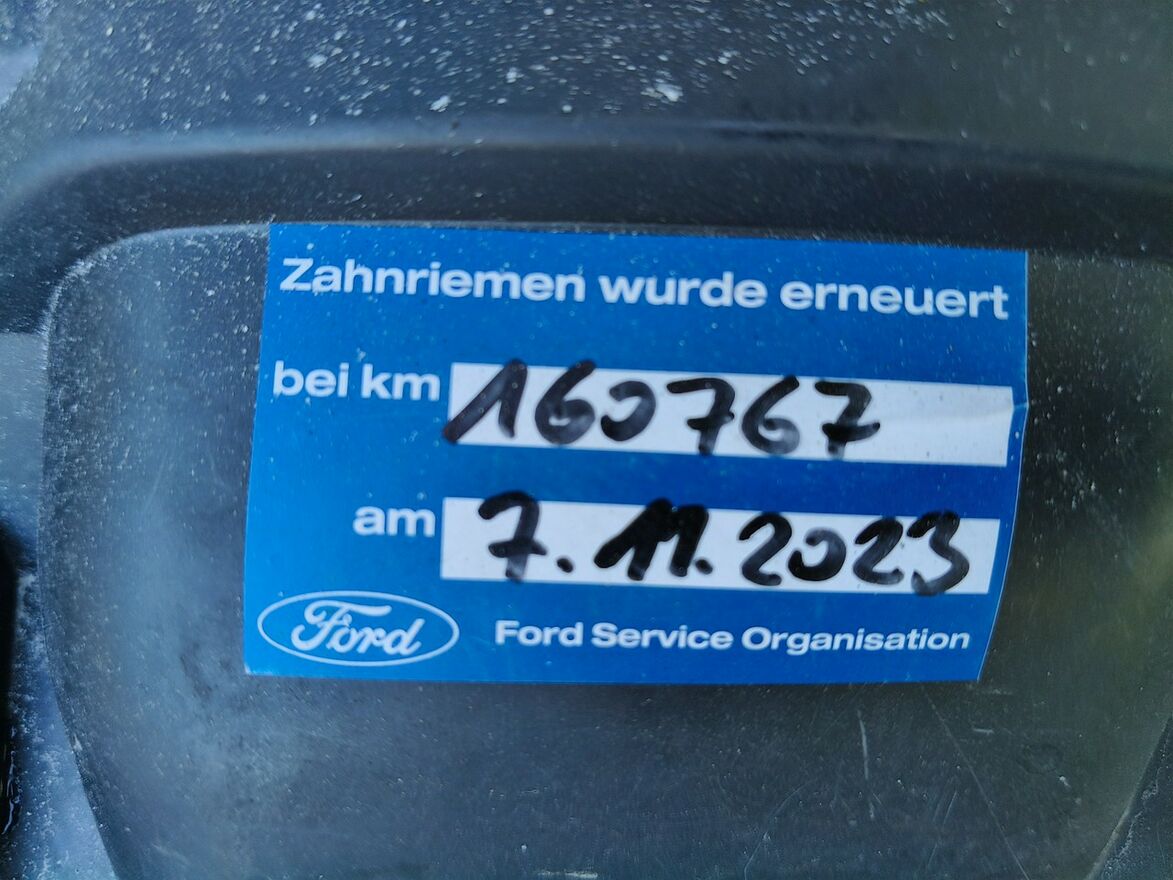 Zahnriemen wurde erneuert
bei km 160767
am 7.11.2023
Ford Ford Service Organisation